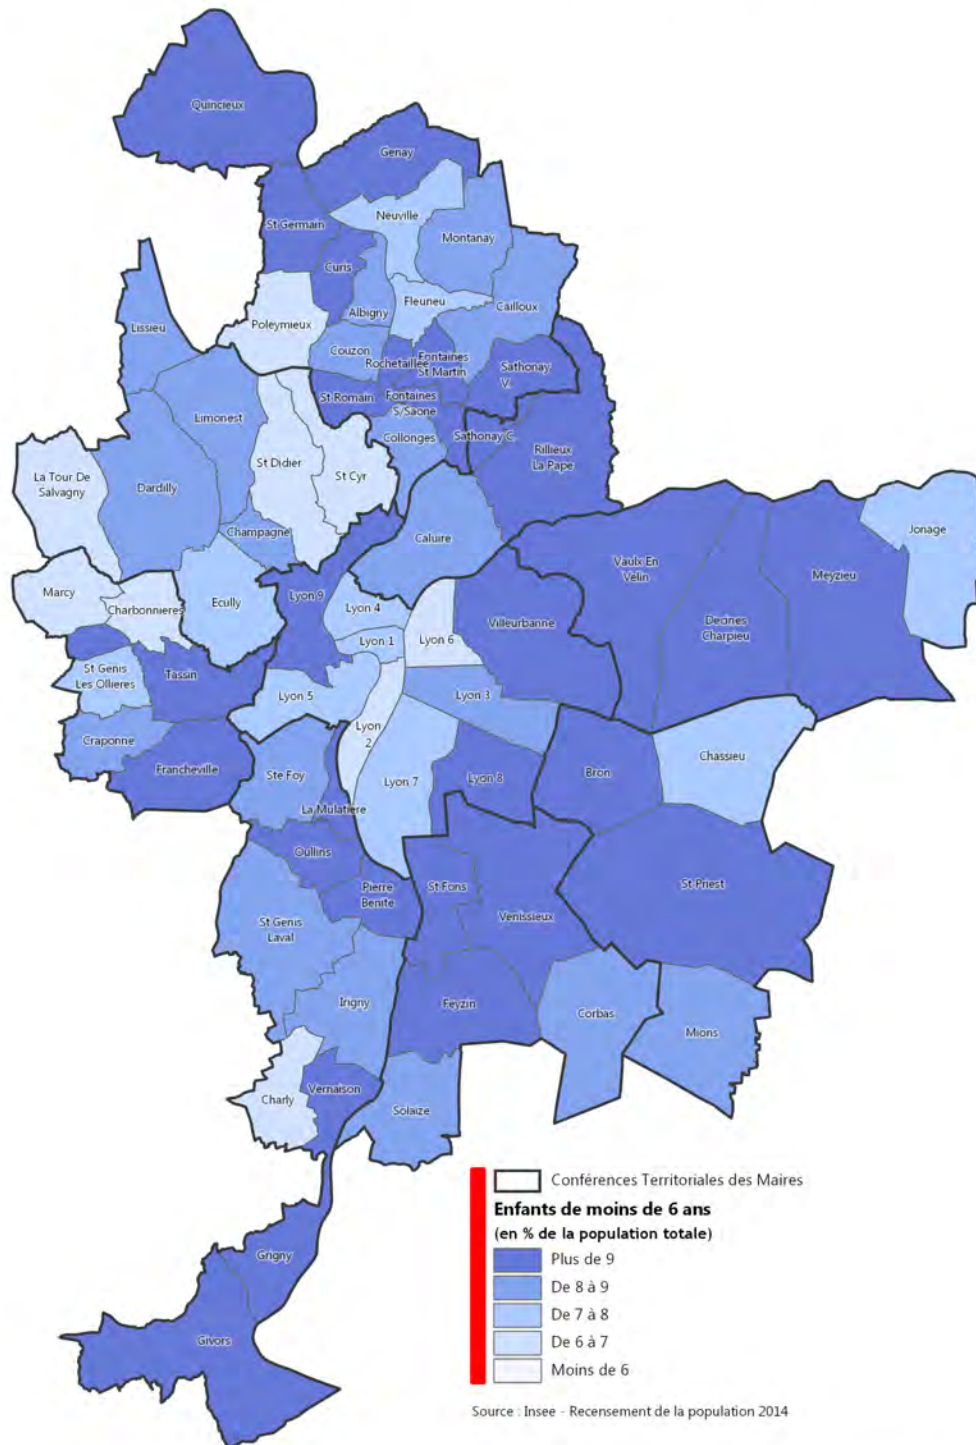 Quincieux
Genay
Neuville
St Germain
Montanay
Curis
Fleuneu
Cailloux
Albigny
Poleymieux
Lissieu
Couzon
Rochetaillée
Fontaines
St Martin
Sathonay
V.
St Romain
Fontaines
S/Saône
Limonest
Collonges
Sathonay C.
Rillieux
La Pape
St Didier
St Cyr
La Tour De
Salvagny
Dardilly
Jonage
Champagne
Caluire
Vaulx En
Velin
Meyzieu
Marcy
Charbonnieres
Ecully
Lyon 9
Lyon 4
Lyon 1
Lyon 6
Villeurbanne
Decines
Charpieu
St Genis
Les Ollieres
Tassin
Lyon 5
Lyon 3
Lyon
2
Craponne
Francheville
Ste Foy
Lyon 7
Lyon 8
Bron
Chassieu
La Mulatiere
Oullins
Pierre
Benite
St Fons
St Priest
Venissieux
St Genis
Laval
Irigny
Feyzin
Corbas
Mions
Vernaison
Charly
Solaize
Grigny
Givors
Conférences Territoriales des Maires
Enfants de moins de 6 ans
(en % de la population totale)
Plus de 9
De 8 à 9
De 7 à 8
De 6 à 7
Moins de 6
Source : Insee - Recensement de la population 2014